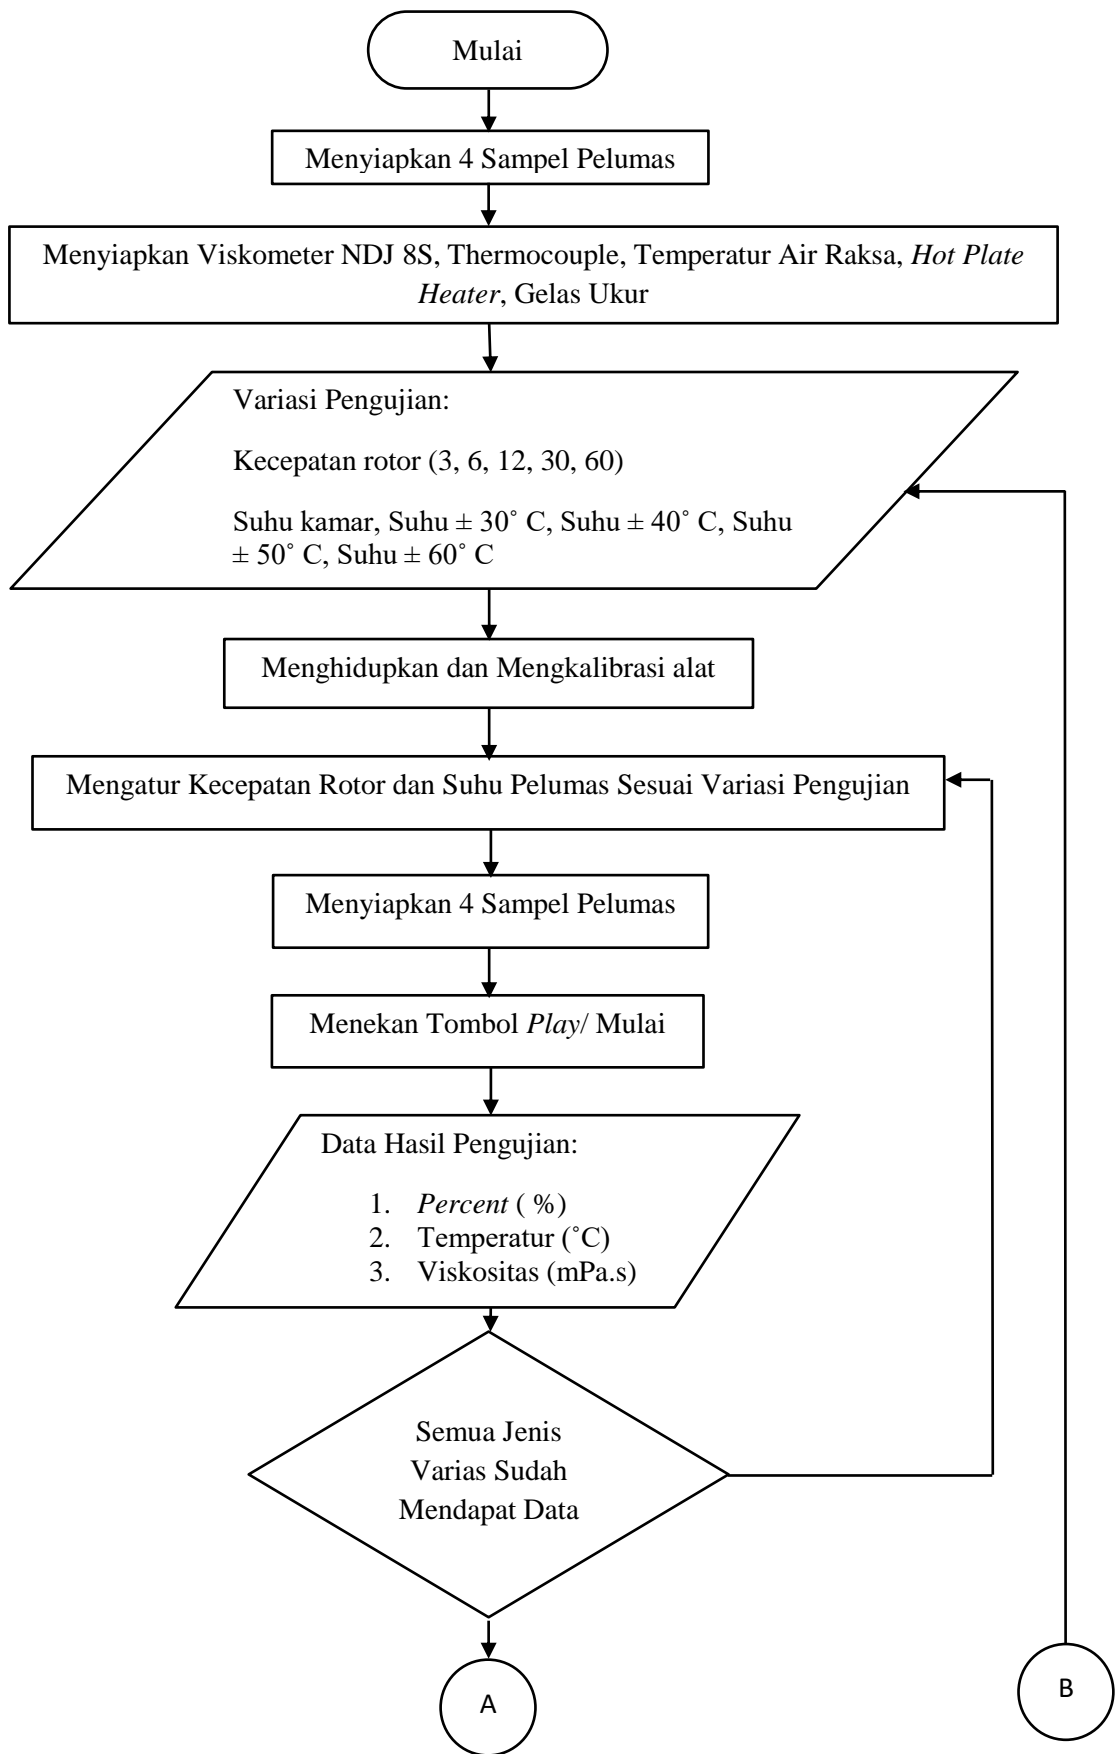 Mulai
Menyiapkan 4 Sampel Pelumas
Menyiapkan Viskometer NDJ 8S, Thermocouple, Temperatur Air Raksa, Hot Plate
Heater, Gelas Ukur
Variasi Pengujian:
Kecepatan rotor (3, 6, 12, 30, 60)
Suhu kamar, Suhu ± 30˚ C, Suhu ± 40˚ C, Suhu
± 50˚ C, Suhu ± 60˚ C
Menghidupkan dan Mengkalibrasi alat
Mengatur Kecepatan Rotor dan Suhu Pelumas Sesuai Variasi Pengujian
Menyiapkan 4 Sampel Pelumas
Menekan Tombol Play/ Mulai
Data Hasil Pengujian:
1. Percent ( %)
2. Temperatur (˚C)
3. Viskositas (mPa.s)
Semua Jenis
Varias Sudah
Mendapat Data
A
B